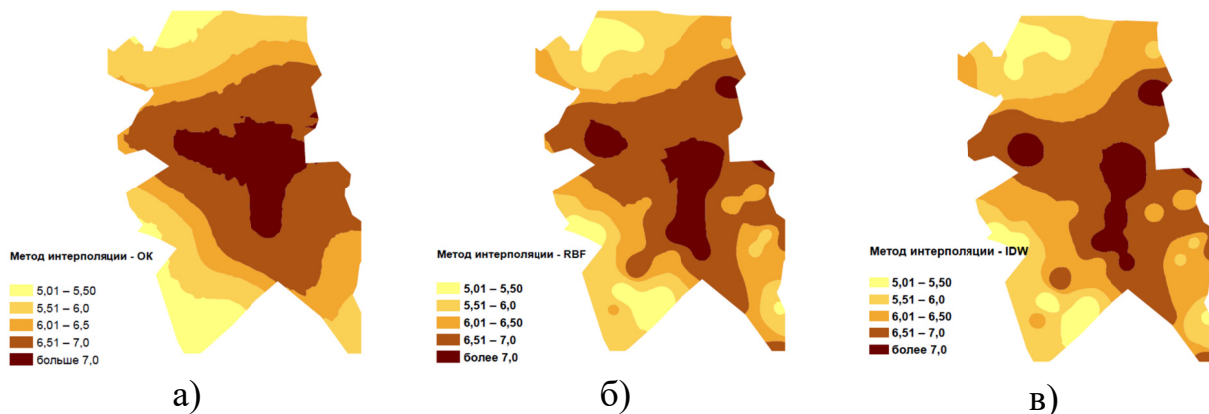 Метод интерполяции - ОК
5,01 – 5,50
5,51 – 6,0
6,01 – 6,5
6,51 – 7,0
больше 7,0
а)
Метод интерполяции - RBF
5,01 – 5,50
5,51 – 6,0
6,01 – 6,50
6,51 – 7,0
более 7,0
б)
Метод интерполяции - IDW
5,01 – 5,50
5,51 – 6,0
6,01 – 6,50
6,51 – 7,0
более 7,0
в)